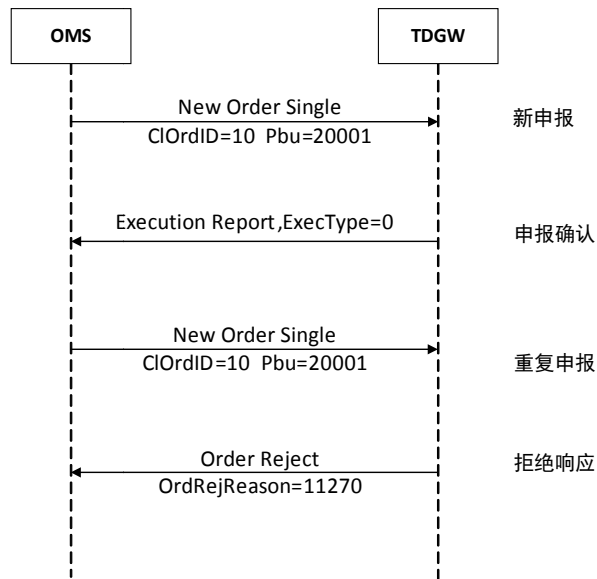 OMS
TDGW
New Order Single
ClOrdID=10 Pbu=20001
新申报
Execution Report,ExecType=0
申报确认
New Order Single
ClOrdID=10 Pbu=20001
重复申报
Order Reject
OrdRejReason=11270
拒绝响应